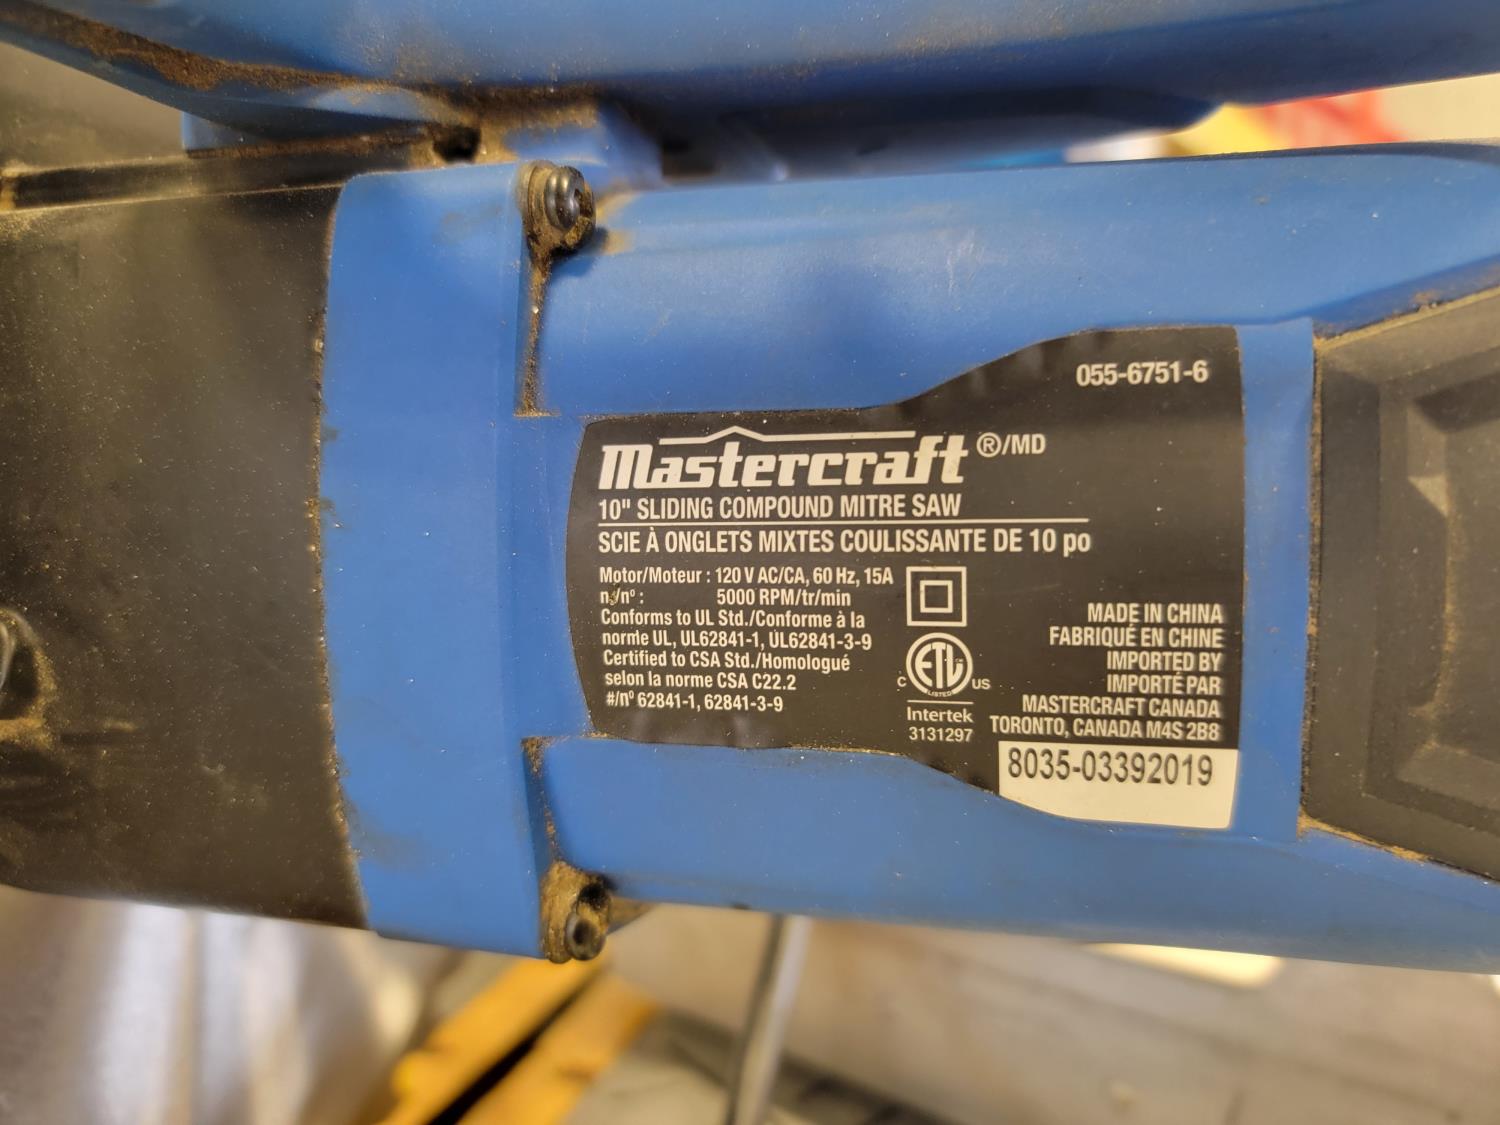 055-6751-6
Mastercraft ®/MD
10" SLIDING COMPOUND MITRE SAW
SCIE À ONGLETS MIXTES COULISSANTE DE 10 po
Motor/Moteur : 120 V AC/CA, 60 Hz, 15A
n₀/nº : 5000 RPM/tr/min
Conforms to UL Std./Conforme à la
norme UL, UL62841-1, UL62841-3-9
Certified to CSA Std./Homologué
selon la norme CSA C22.2
#/nº 62841-1, 62841-3-9
C ETL CM US
LISTED
Intertek
3131297
MADE IN CHINA
FABRIQUÉ EN CHINE
IMPORTED BY
IMPORTÉ PAR
MASTERCRAFT CANADA
TORONTO, CANADA M4S 2B8
8035-03392019